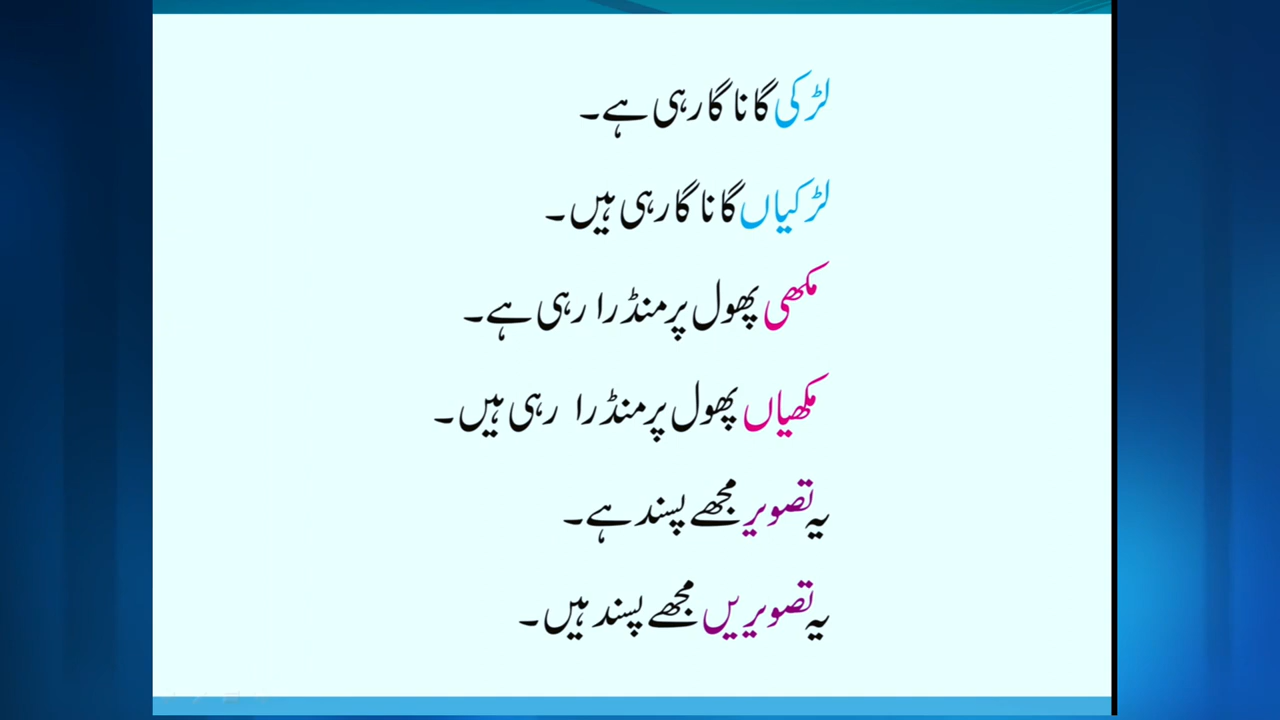 لڑکی گانا گا رہی ہے۔
لڑکیاں گانا گا رہی ہیں۔
مکھی پھول پر منڈرا رہی ہے۔
مکھیاں پھول پر منڈرا رہی ہیں۔
یہ تصویر مجھے پسند ہے۔
یہ تصویریں مجھے پسند ہیں۔